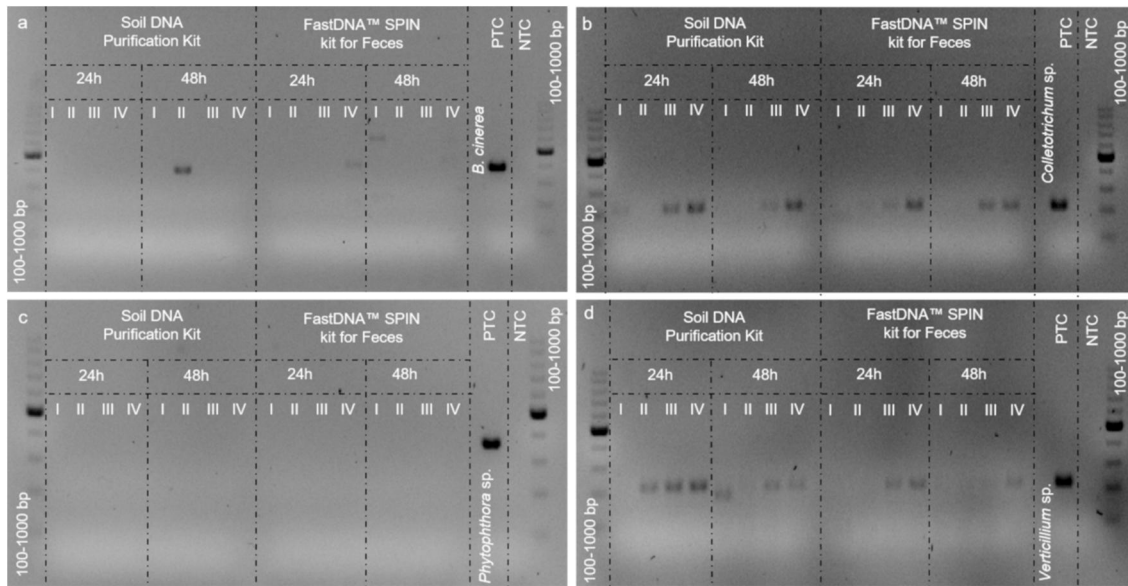 a
Soil DNA
Purification Kit
FastDNA™ SPIN
kit for Feces
PTC
NTC
24h
48h
24h
48h
I II III IV
I II III IV
I II III IV
I II III IV
B. cinerea
100-1000 bp
100-1000 bp
b
Soil DNA
Purification Kit
FastDNA™ SPIN
kit for Feces
PTC
NTC
100-1000 bp
24h
48h
24h
48h
I II III IV
I II III IV
I II III IV
I II III IV
Colletotrichum sp.
100-1000 bp
c
Soil DNA
Purification Kit
FastDNA™ SPIN
kit for Feces
PTC
NTC
100-1000 bp
24h
48h
24h
48h
I II III IV
I II III IV
I II III IV
I II III IV
Phytophthora sp.
100-1000 bp
d
Soil DNA
Purification Kit
FastDNA™ SPIN
kit for Feces
PTC
NTC
100-1000 bp
24h
48h
24h
48h
I II III IV
I II III IV
I II III IV
I II III IV
Verticillium sp.
100-1000 bp